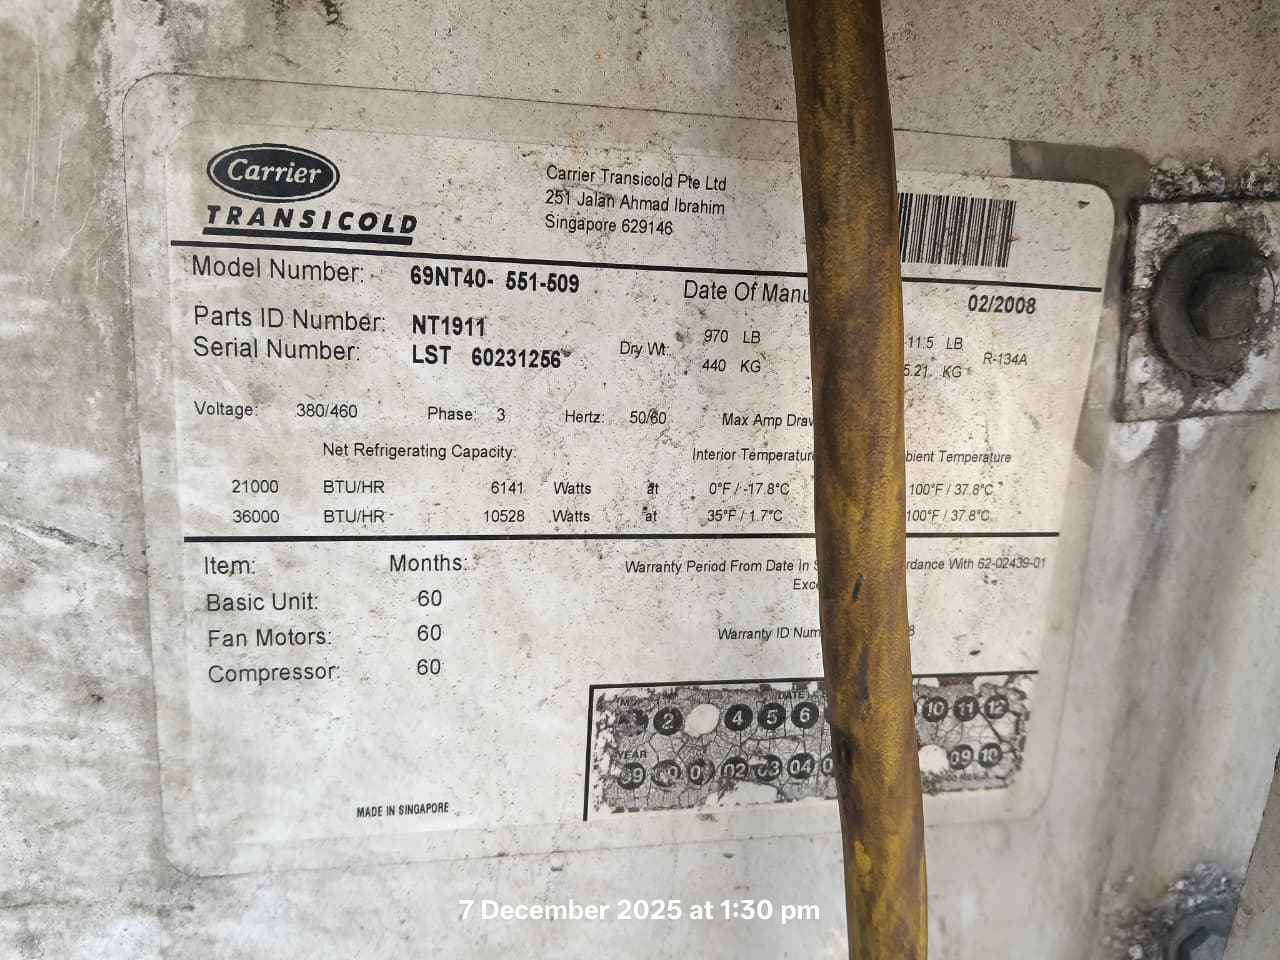 Carrier
TRANSICOLD
Carrier Transicold Pte Ltd
251 Jalan Ahmad Ibrahim
Singapore 629146
Model Number: 69NT40- 551-509
Date Of Manu 02/2008
Parts ID Number: NT1911
Serial Number: LST 60231256
Dry Wt: 970 LB 11.5 LB
440 KG 5.21 KG R-134A
Voltage: 380/460 Phase: 3 Hertz: 50/60 Max Amp Draw
Net Refrigerating Capacity: Interior Temperature bient Temperature
21000 BTU/HR 6141 Watts at 0°F / -17.8°C 100°F / 37.8°C
36000 BTU/HR 10528 Watts at 35°F / 1.7°C 100°F / 37.8°C
Item: Months:
Warranty Period From Date In S rdance With 62-02439-01
Exce
Basic Unit: 60
Fan Motors: 60
Warranty ID Num 8
Compressor: 60
DATE
2 4 5 6 10 11 12
YEAR
99 02 03 04 09 10
MADE IN SINGAPORE
7 December 2025 at 1:30 pm